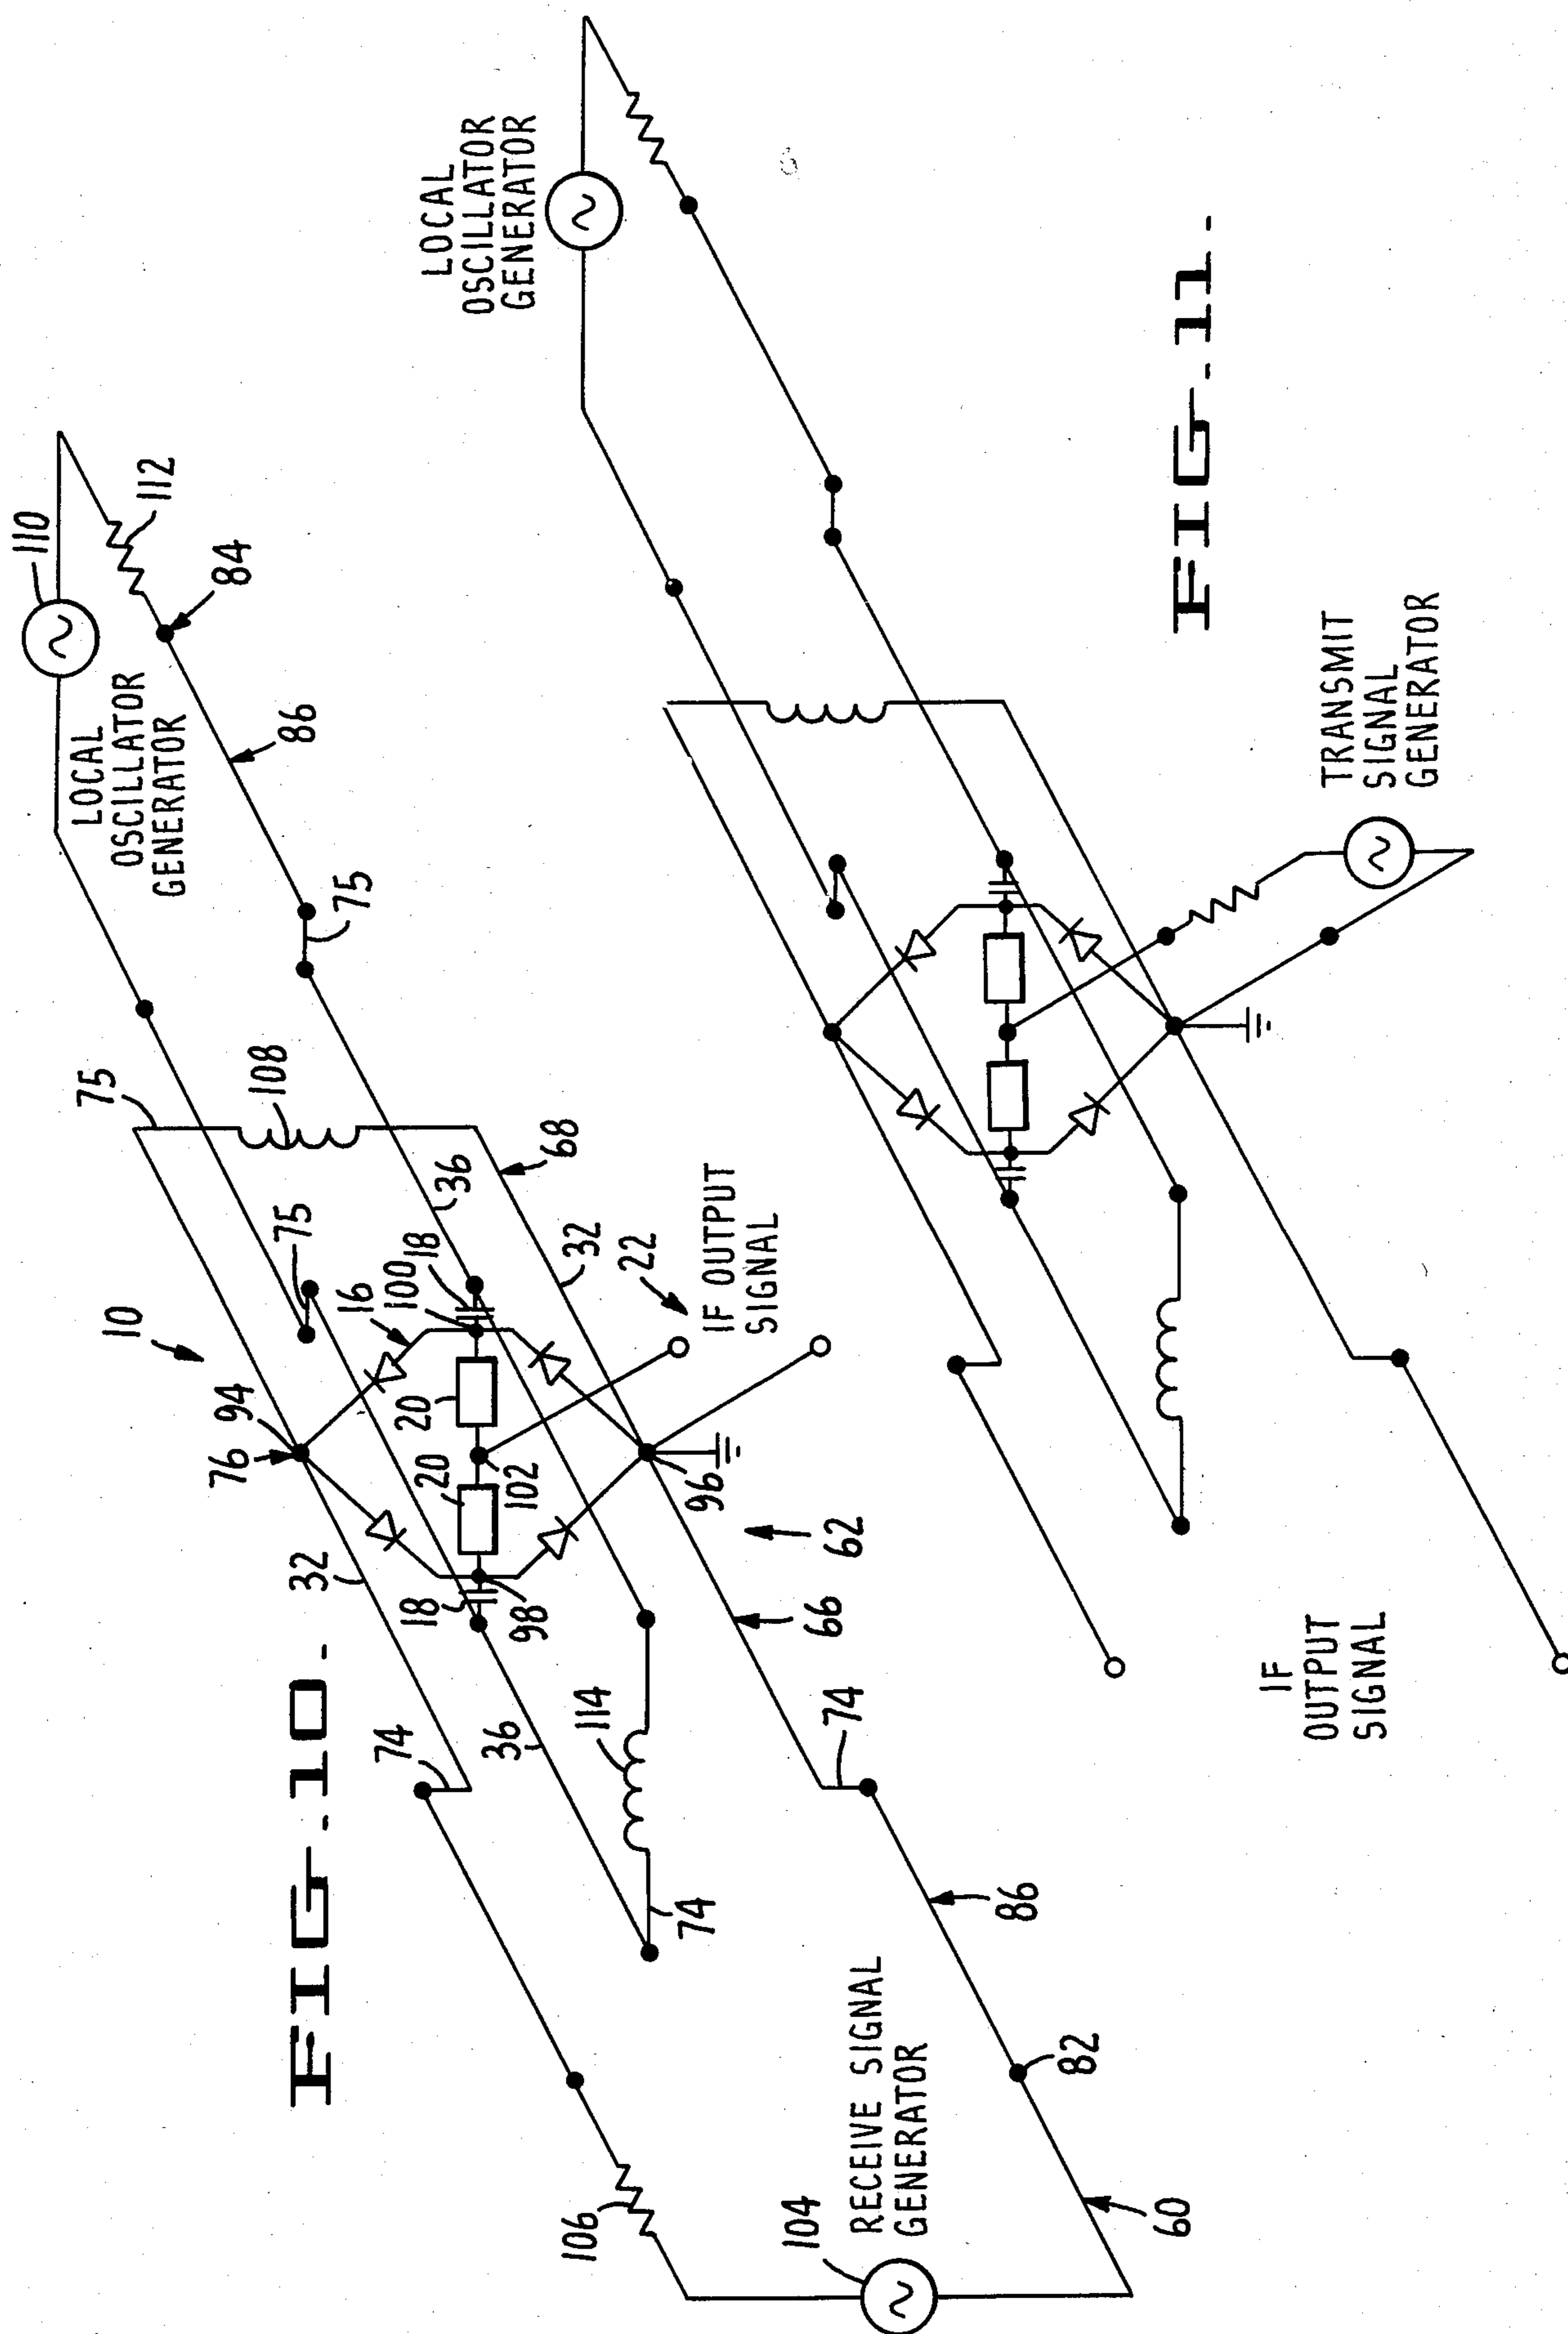 FIG._10.
10
76
94
32
74
18
98
20
20
102
16
100
18
75
75
108
36
68
32
22
IF OUTPUT
SIGNAL
96
62
66
74
36
114
74
86
82
60
RECEIVE SIGNAL
GENERATOR
104
106
LOCAL
OSCILLATOR
GENERATOR
110
112
84
86
75
FIG._11.
LOCAL
OSCILLATOR
GENERATOR
TRANSMIT
SIGNAL
GENERATOR
IF
OUTPUT
SIGNAL